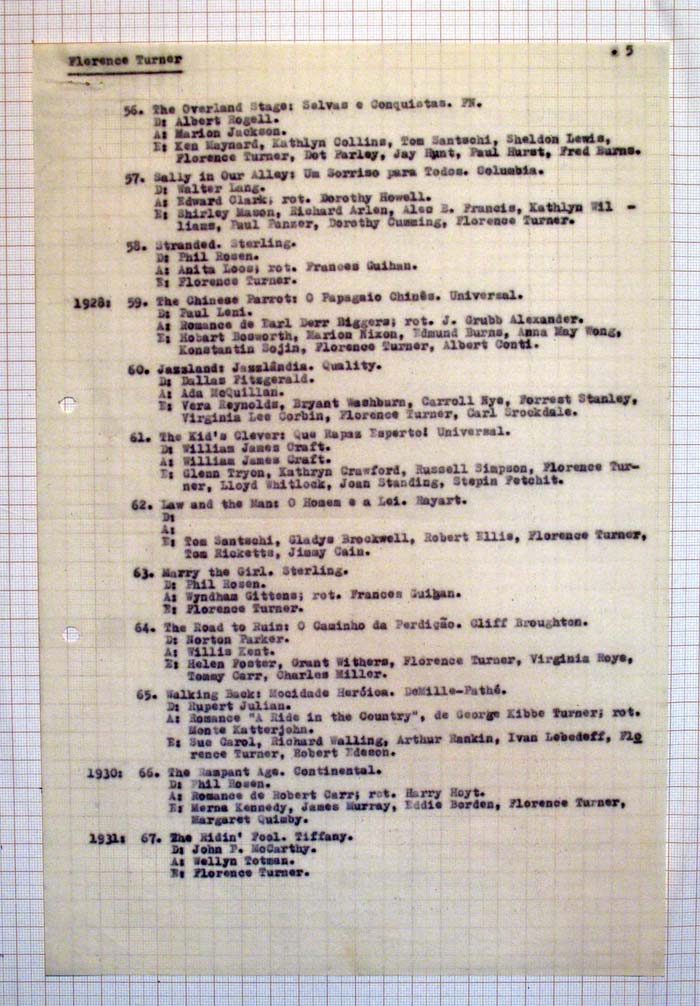 Florence Turner
• 5
56. The Overland Stage: Selvas e Conquistas. FN.
D: Albert Rogell.
A: Marion Jackson.
E: Ken Maynard, Kathlyn Collins, Tom Santschi, Sheldon Lewis,
Florence Turner, Dot Farley, Jay Hunt, Paul Hurst, Fred Burns.
57. Sally in Our Alley: Um Sorriso para Todos. Columbia.
D: Walter Lang.
A: Edward Clark; rot. Dorothy Howell.
E: Shirley Mason, Richard Arlen, Alec B. Francis, Kathlyn Wil -
liams, Paul Panzer, Dorothy Cumming, Florence Turner.
58. Stranded. Sterling.
D: Phil Rosen.
A: Anita Loos; rot. Frances Guihan.
E: Florence Turner.
1928: 59. The Chinese Parrot: O Papagaio Chinês. Universal.
D: Paul Leni.
A: Romance de Earl Derr Biggers; rot. J. Grubb Alexander.
E: Hobart Bosworth, Marion Nixon, Edmund Burns, Anna May Wong,
Konstantin Sojin, Florence Turner, Albert Conti.
60. Jazzland: Jazzlândia. Quality.
D: Dallas Fitzgerald.
A: Ada McQuillan.
E: Vera Reynolds, Bryant Washburn, Carroll Nye, Forrest Stanley,
Virginia Lee Corbin, Florence Turner, Carl Srockdale.
61. The Kid's Clever: Que Rapaz Esperto! Universal.
D: William James Craft.
A: William James Craft.
E: Glenn Tryon, Kathryn Crawford, Russell Simpson, Florence Tur-
ner, Lloyd Whitlock, Joan Standing, Stepin Fetchit.
62. Law and the Man: O Homem e a Lei. Rayart.
D:
A:
E: Tom Santschi, Gladys Brockwell, Robert Ellis, Florence Turner,
Tom Ricketts, Jimmy Cain.
63. Marry the Girl. Sterling.
D: Phil Rosen.
A: Wyndham Gittens; rot. Frances Guihan.
E: Florence Turner.
64. The Road to Ruin: O Caminho da Perdição. Cliff Broughton.
D: Norton Parker.
A: Willis Kent.
E: Helen Foster, Grant Withers, Florence Turner, Virginia Roye,
Tommy Carr, Charles Miller.
65. Walking Back: Mocidade Heróica. DeMille-Pathé.
D: Rupert Julian.
A: Romance "A Ride in the Country", de George Kibbe Turner; rot.
Monte Katterjohn.
E: Sue Carol, Richard Walling, Arthur Rankin, Ivan Lebedeff, Flo
rence Turner, Robert Edeson.
1930: 66. The Rampant Age. Continental.
D: Phil Rosen.
A: Romance de Robert Carr; rot. Harry Hoyt.
E: Merna Kennedy, James Murray, Eddie Borden, Florence Turner,
Margaret Quimby.
1931: 67. The Ridin' Fool. Tiffany.
D: John P. McCarthy.
A: Wellyn Totman.
E: Florence Turner.